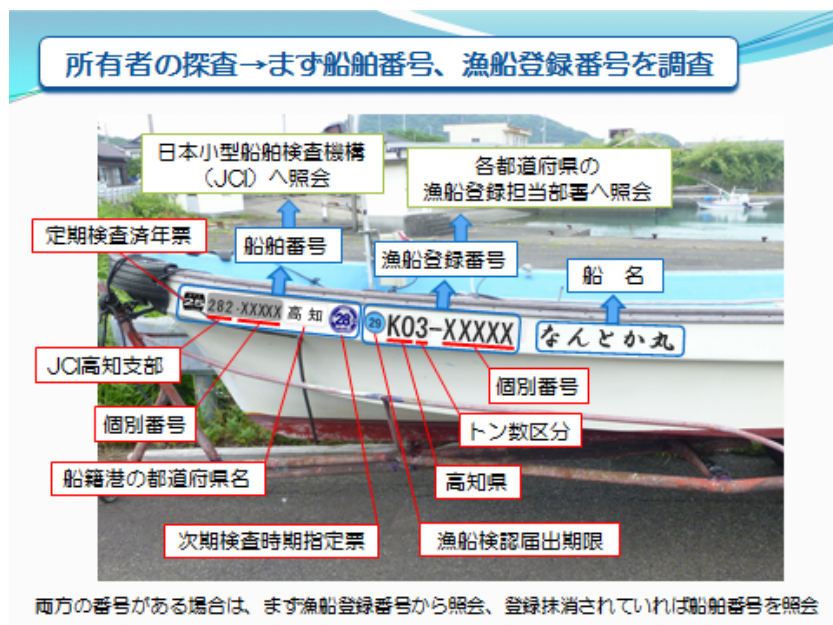 所有者の探査→まず船舶番号、漁船登録番号を調査
日本小型船舶検査機構
（JCI）へ照会
各都道府県の
漁船登録担当部署へ照会
定期検査済年票
船舶番号
漁船登録番号
船 名
282-XXXXX 高知 28
29 KO3-XXXXX
なんとか丸
JCI高知支部
個別番号
個別番号
トン数区分
船籍港の都道府県名
高知県
次期検査時期指定票
漁船検認届出期限
両方の番号がある場合は、まず漁船登録番号から照会、登録抹消されていれば船舶番号を照会